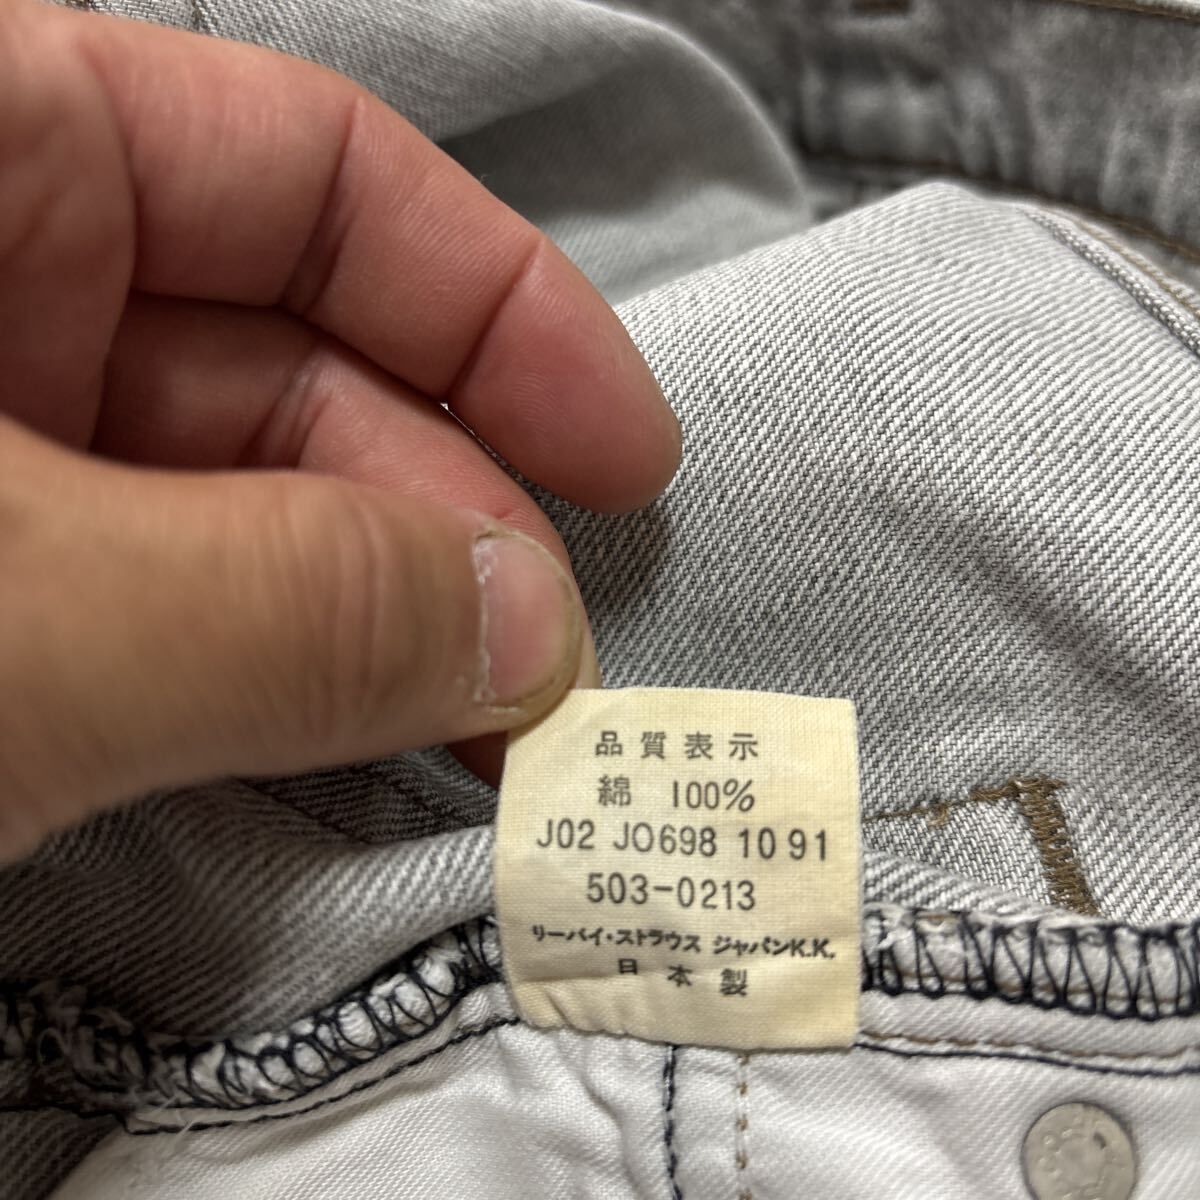 品質表示
綿 100%
J02 JO698 10 91
503-0213
リーバイ・ストラウス ジャパンK.K.
日本製